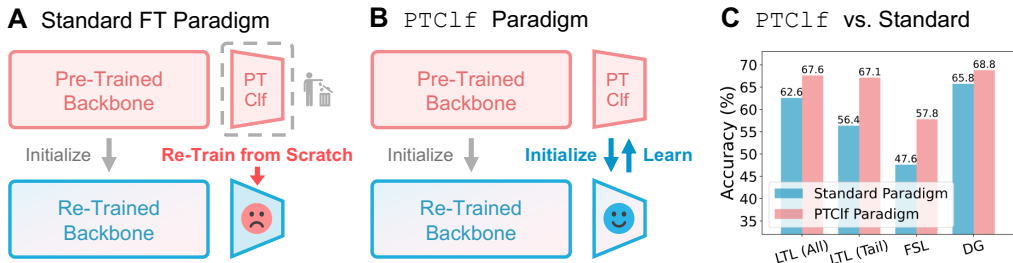 A Standard FT Paradigm
Pre-Trained
Backbone
PT
Clf
Initialize
Re-Train from Scratch
Re-Trained
Backbone
B PTClf Paradigm
Pre-Trained
Backbone
PT
Clf
Initialize
Initialize
Learn
Re-Trained
Backbone
C PTClf vs. Standard
Accuracy (%)
70
65
60
55
50
45
40
35
62.6
67.6
56.4
67.1
47.6
57.8
65.8
68.8
Standard Paradigm
PTClf Paradigm
LTL (All)
LTL (Tail)
FSL
DG